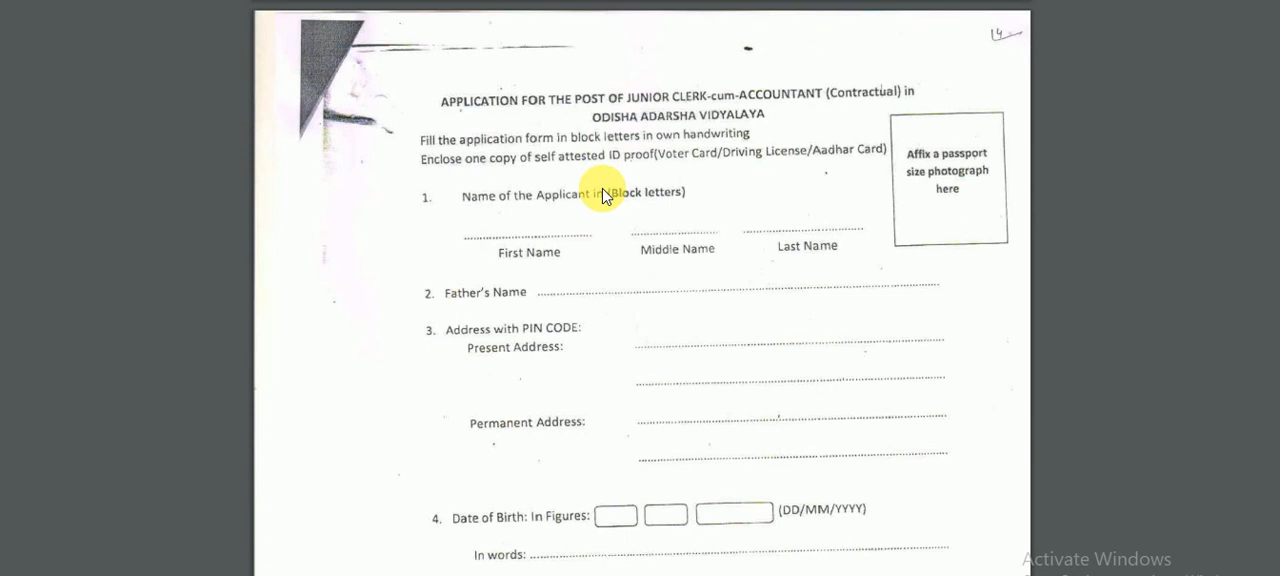 14
APPLICATION FOR THE POST OF JUNIOR CLERK-cum-ACCOUNTANT (Contractual) in
ODISHA ADARSHA VIDYALAYA
Fill the application form in block letters in own handwriting
Enclose one copy of self attested ID proof(Voter Card/Driving License/Aadhar Card)
Affix a passport
size photograph
here
1. Name of the Applicant in (Block letters)
First Name Middle Name Last Name
2. Father's Name
3. Address with PIN CODE:
Present Address:
Permanent Address:
4. Date of Birth: In Figures: (DD/MM/YYYY)
In words:
Activate Windows